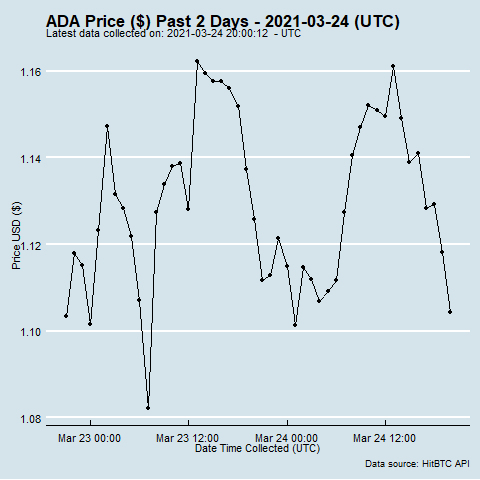 ADA Price ($) Past 2 Days - 2021-03-24 (UTC)
Latest data collected on: 2021-03-24 20:00:12 - UTC
1.16
1.14
1.12
1.10
1.08
Price USD ($)
Mar 23 00:00
Mar 23 12:00
Mar 24 00:00
Mar 24 12:00
Date Time Collected (UTC)
Data source: HitBTC API